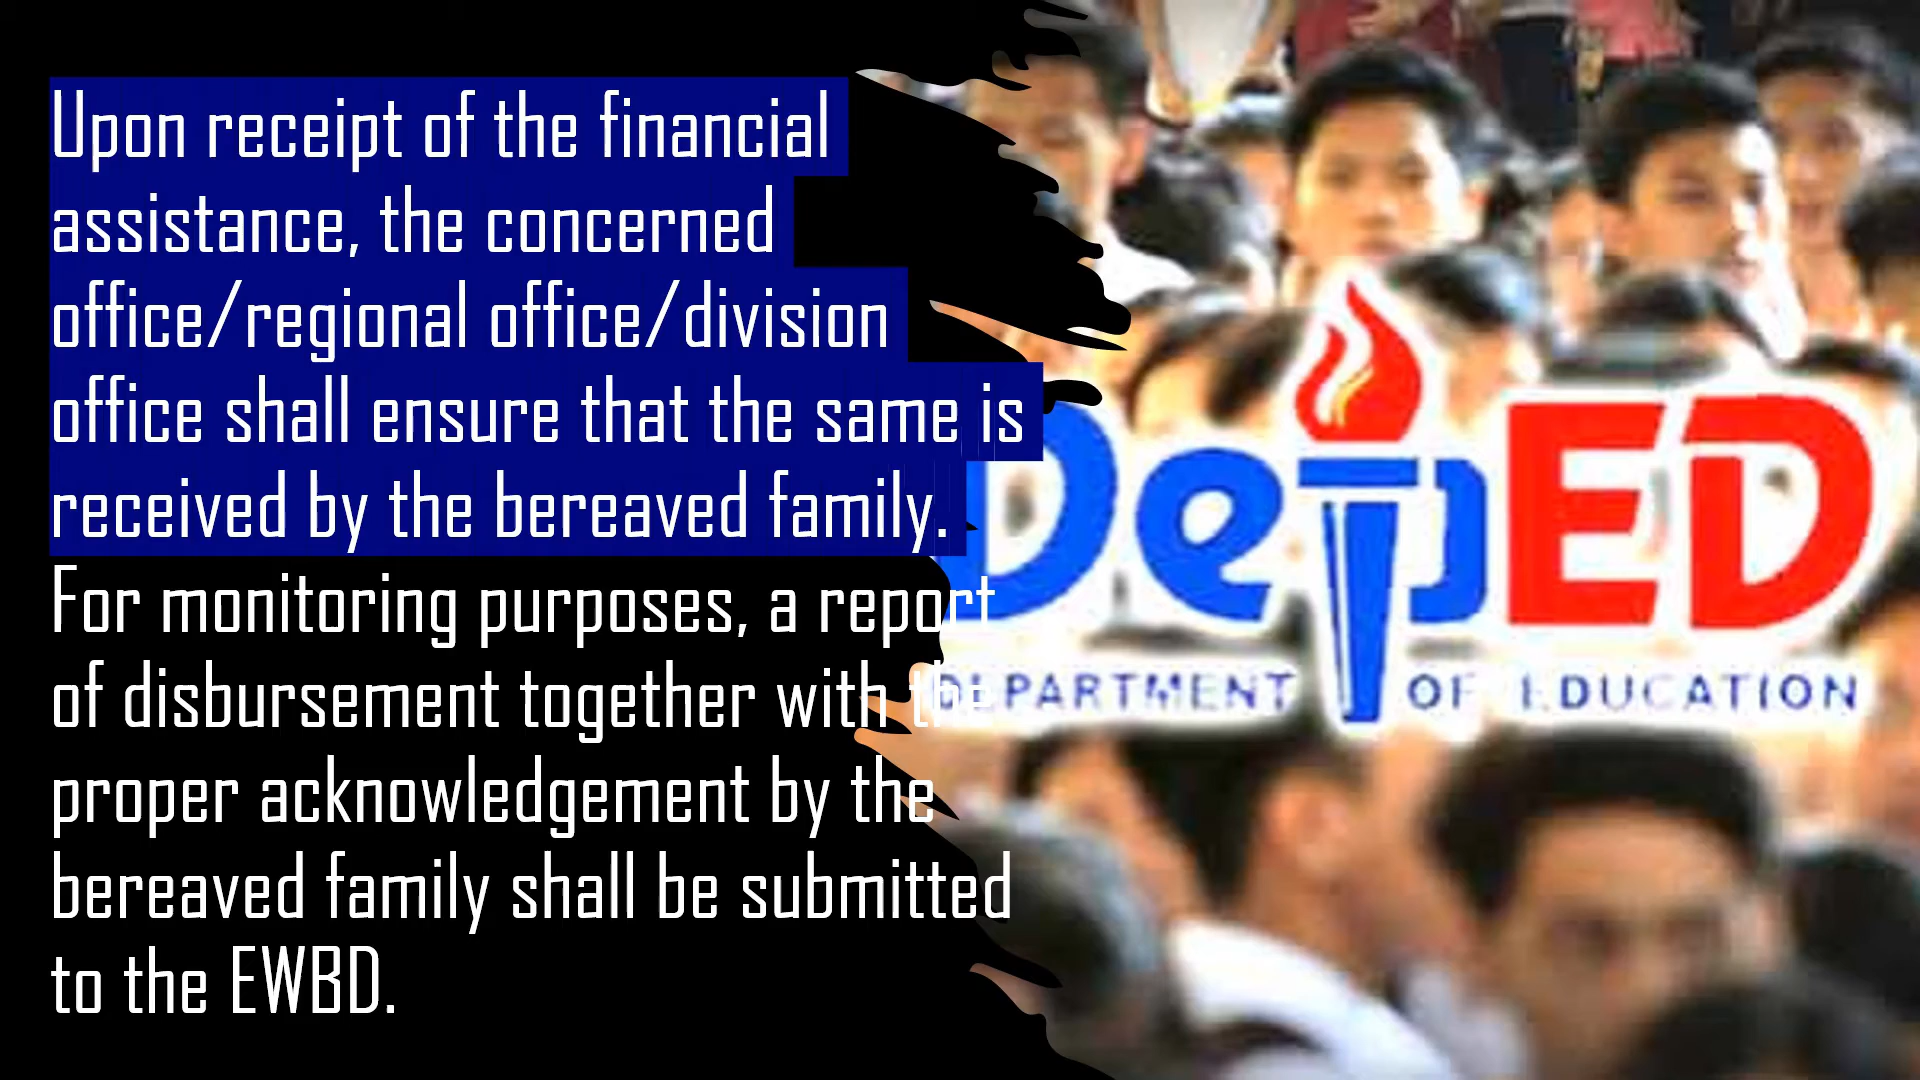 Upon receipt of the financial
assistance, the concerned
office/regional office/division
office shall ensure that the same is
received by the bereaved family.
For monitoring purposes, a report
of disbursement together with the
proper acknowledgement by the
bereaved family shall be submitted
to the EWBD.
DepED
DEPARTMENT OF EDUCATION